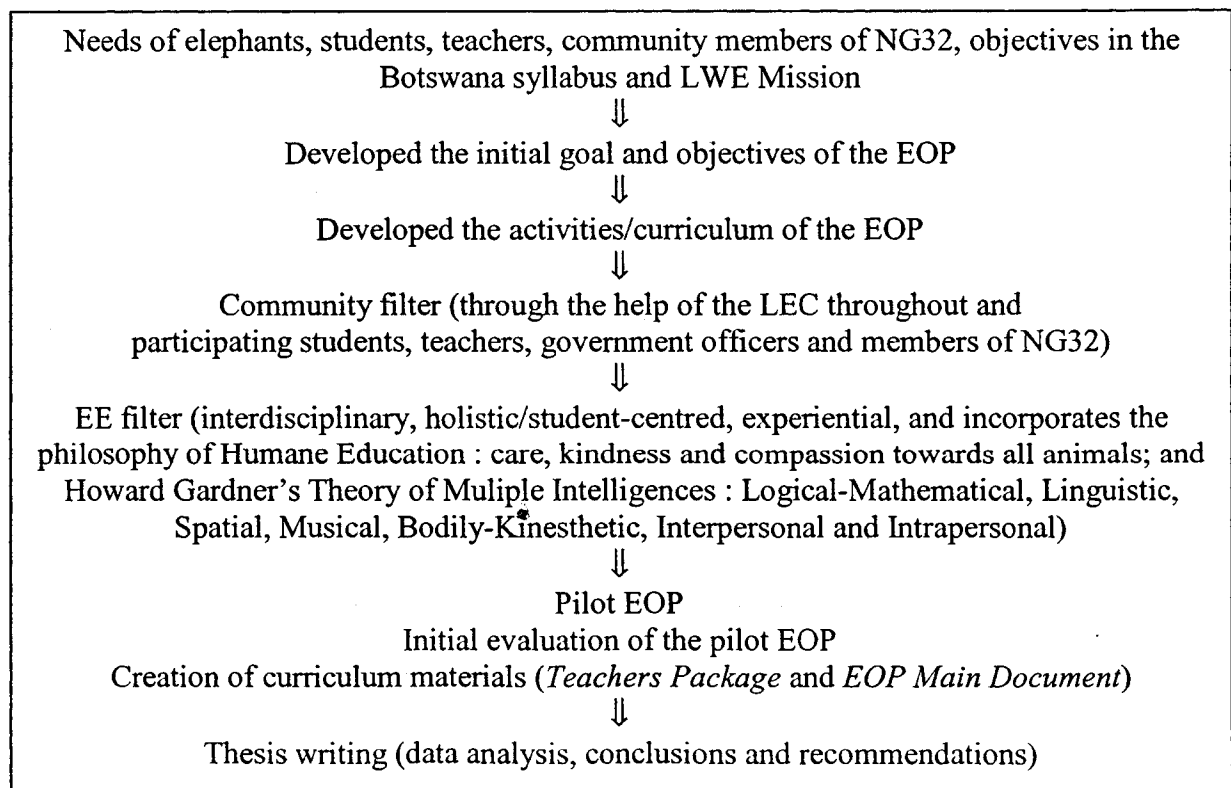 Needs of elephants, students, teachers, community members of NG32, objectives in the
Botswana syllabus and LWE Mission
⇓
Developed the initial goal and objectives of the EOP
⇓
Developed the activities/curriculum of the EOP
⇓
Community filter (through the help of the LEC throughout and
participating students, teachers, government officers and members of NG32)
⇓
EE filter (interdisciplinary, holistic/student-centred, experiential, and incorporates the
philosophy of Humane Education : care, kindness and compassion towards all animals; and
Howard Gardner's Theory of Muliple Intelligences : Logical-Mathematical, Linguistic,
Spatial, Musical, Bodily-Kinesthetic, Interpersonal and Intrapersonal)
⇓
Pilot EOP
Initial evaluation of the pilot EOP
Creation of curriculum materials (Teachers Package and EOP Main Document)
⇓
Thesis writing (data analysis, conclusions and recommendations)